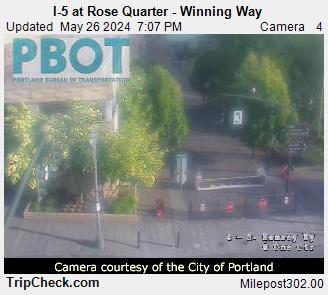 I-5 at Rose Quarter - Winning Way
Updated May 26 2024 7:07 PM Camera 4
PBOT
PORTLAND BUREAU OF TRANSPORTATION
Camera courtesy of the City of Portland
TripCheck.com Milepost302.00